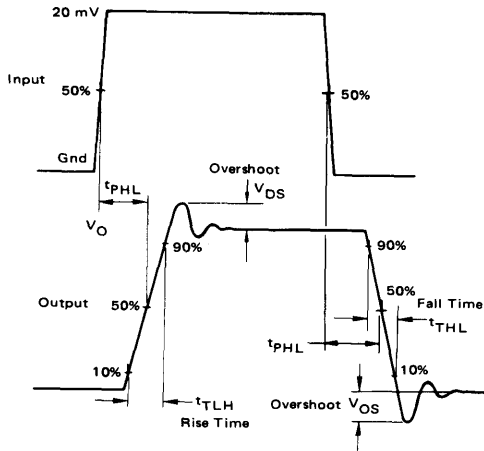 20 mV
Input
50%
50%
Gnd
Overshoot
tPHL
VDS
VO
90%
90%
Output
50%
50%
Fall Time
tTHL
tPHL
10%
10%
tTLH
Overshoot
VOS
Rise Time